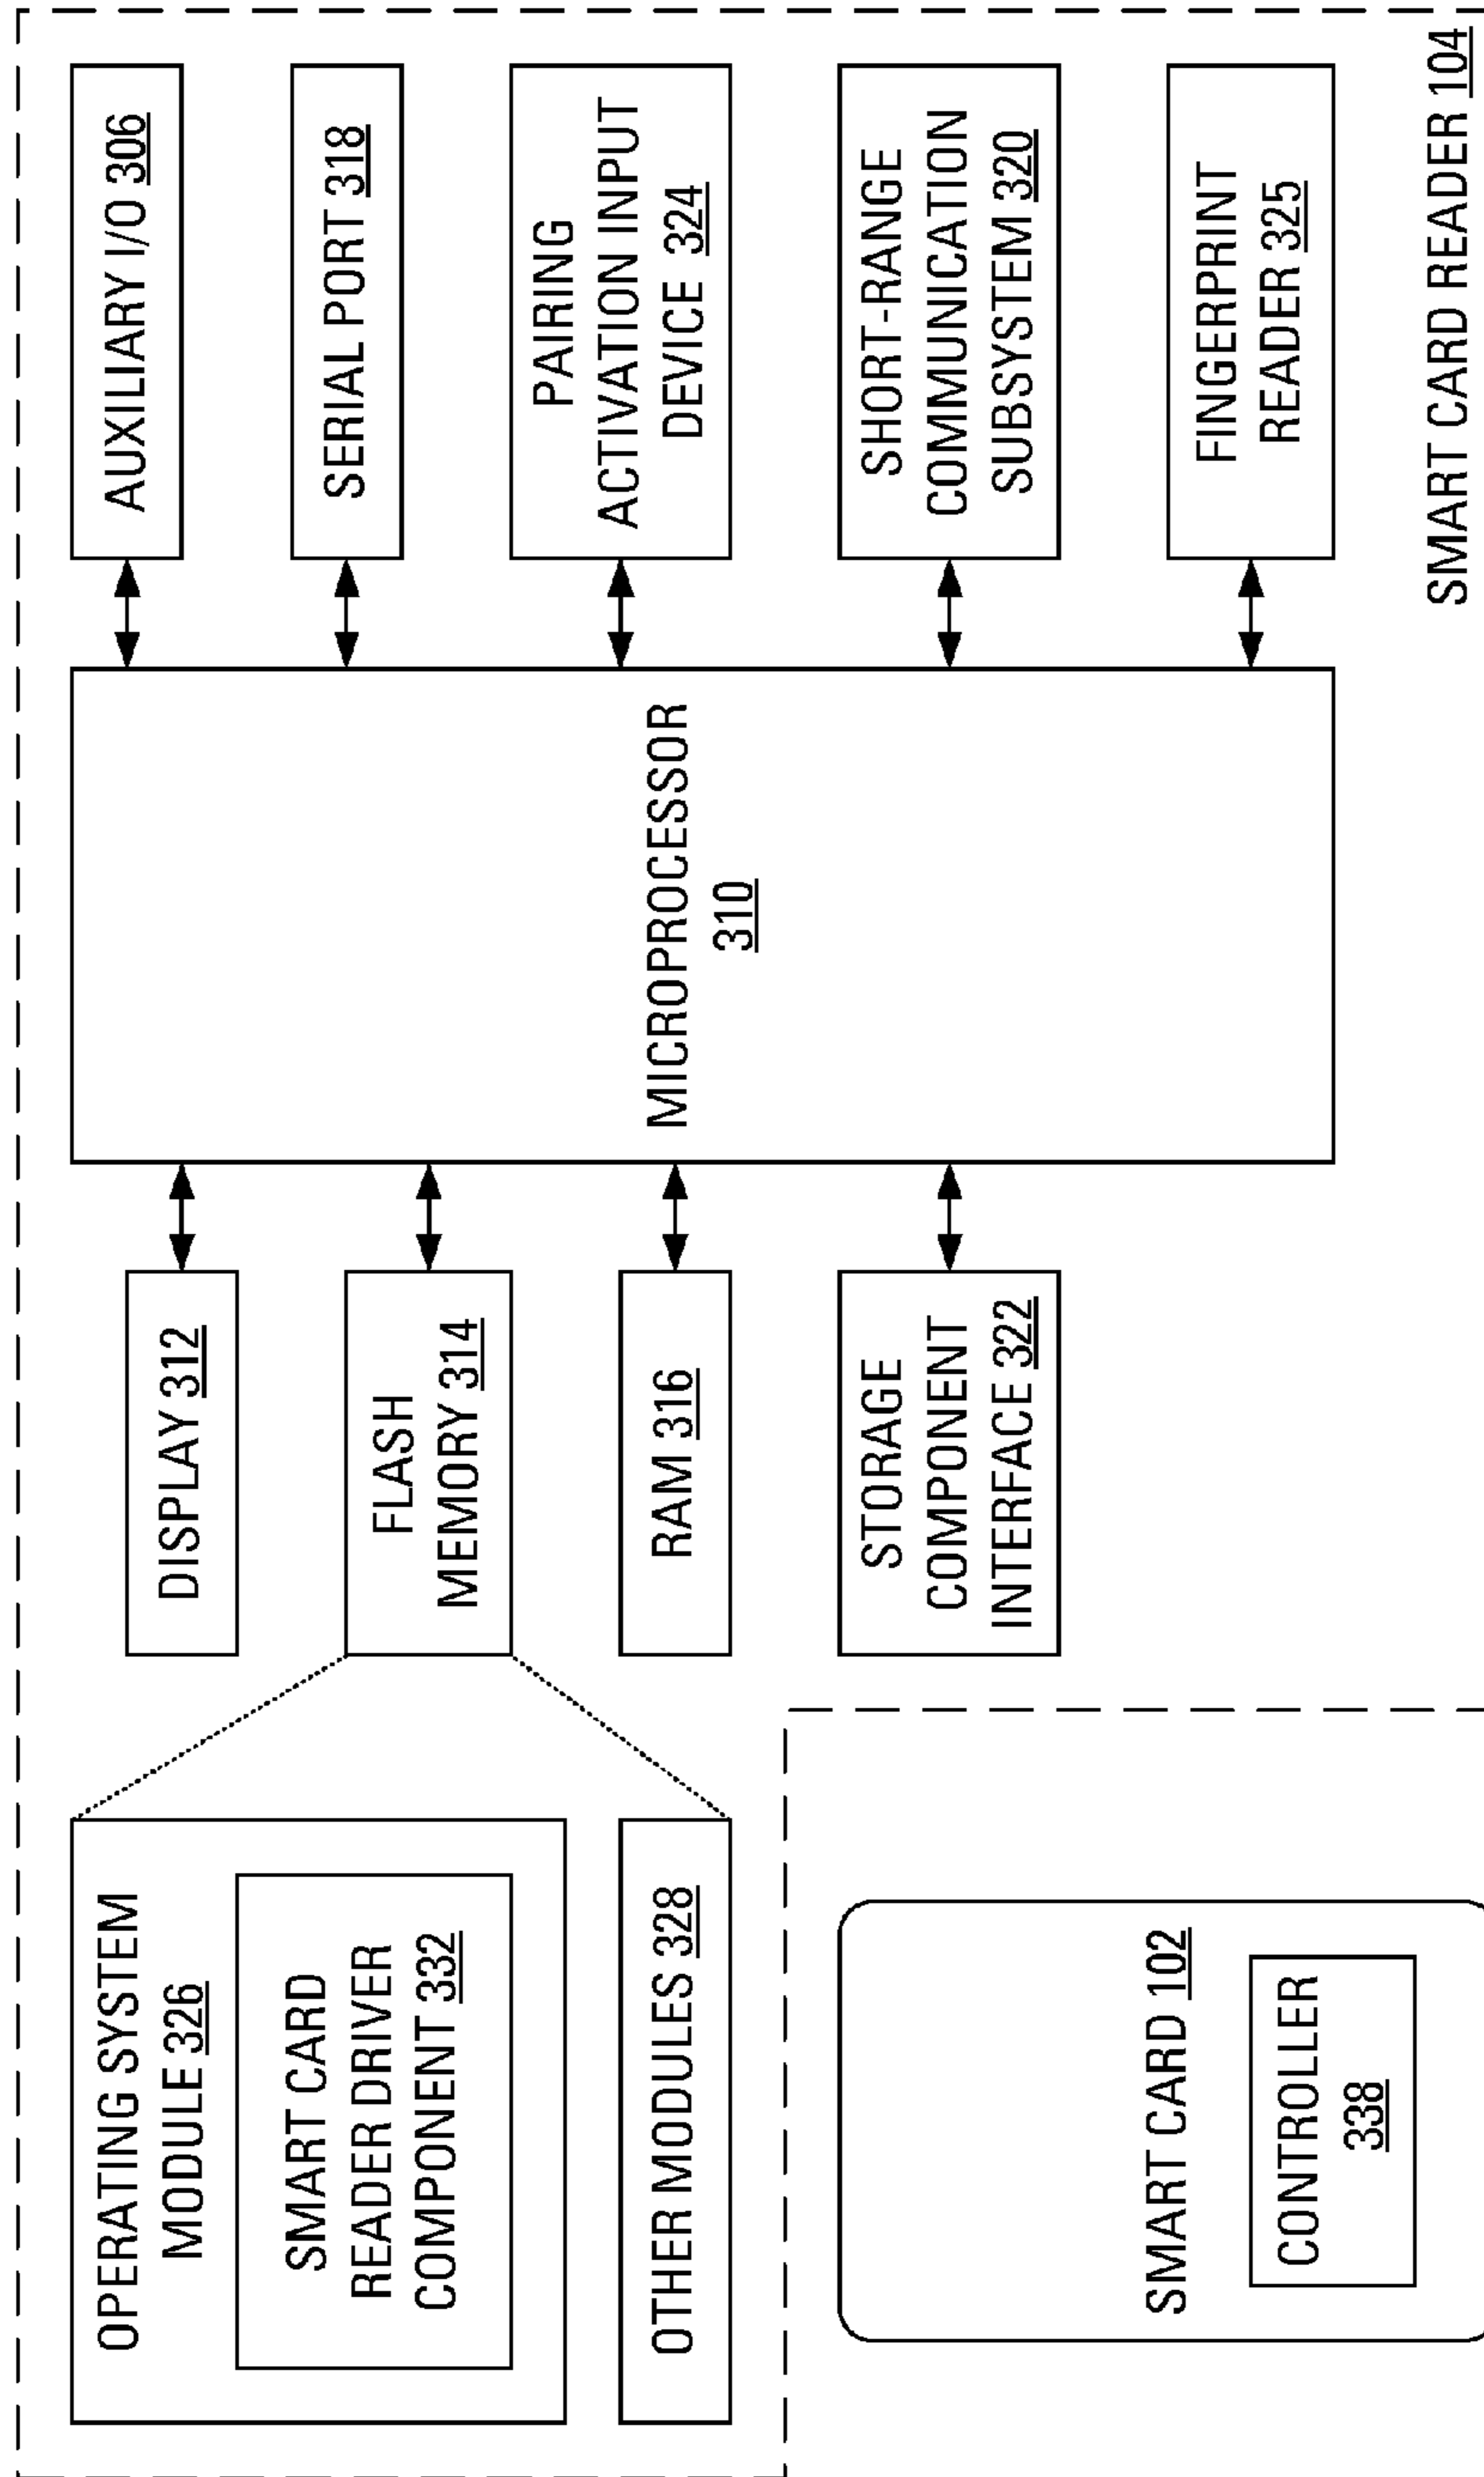 OPERATING SYSTEM
MODULE 326
SMART CARD
READER DRIVER
COMPONENT 332
OTHER MODULES 328
DISPLAY 312
FLASH
MEMORY 314
RAM 316
STORAGE
COMPONENT
INTERFACE 322
MICROPROCESSOR
310
AUXILIARY I/O 306
SERIAL PORT 318
PAIRING
ACTIVATION INPUT
DEVICE 324
SHORT-RANGE
COMMUNICATION
SUBSYSTEM 320
FINGERPRINT
READER 325
SMART CARD READER 104
SMART CARD 102
CONTROLLER
338